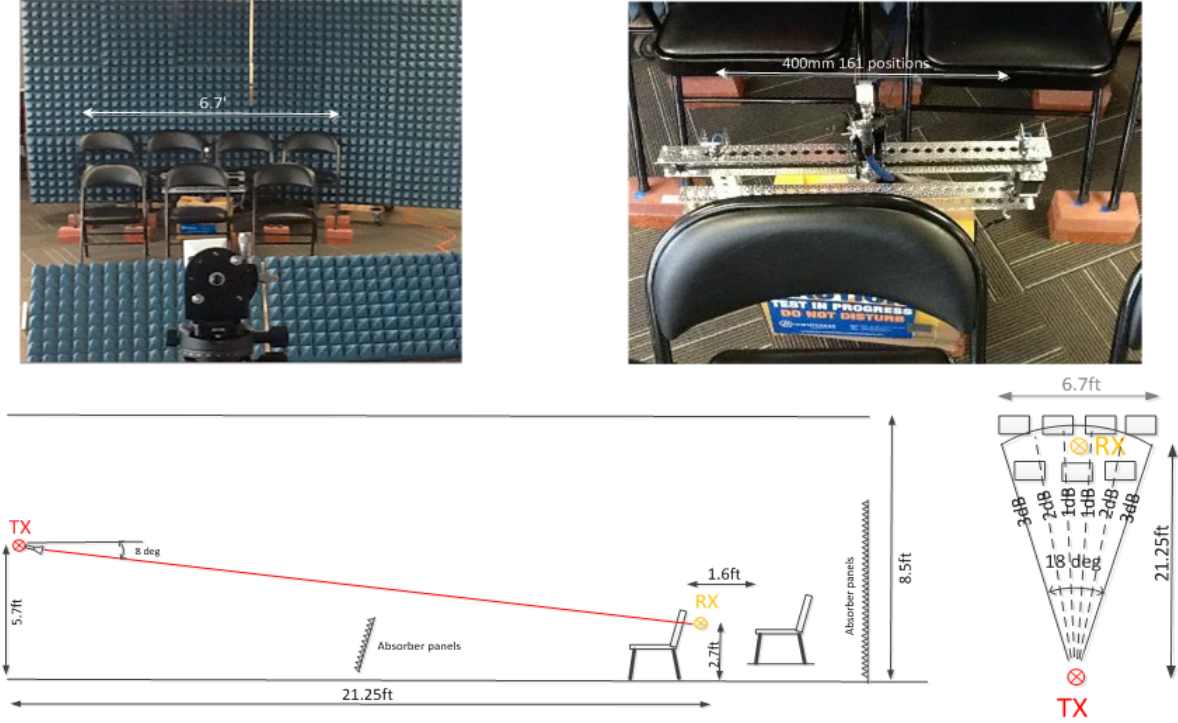 6.7'
400mm 161 positions
TEST IN PROGRESS
DO NOT DISTURB
TX
8 deg
5.7ft
Absorber panels
21.25ft
1.6ft
RX
2.7ft
Absorber panels
8.5ft
6.7ft
RX
3dB
2dB
1dB
1dB
2dB
3dB
18 deg
21.25ft
TX